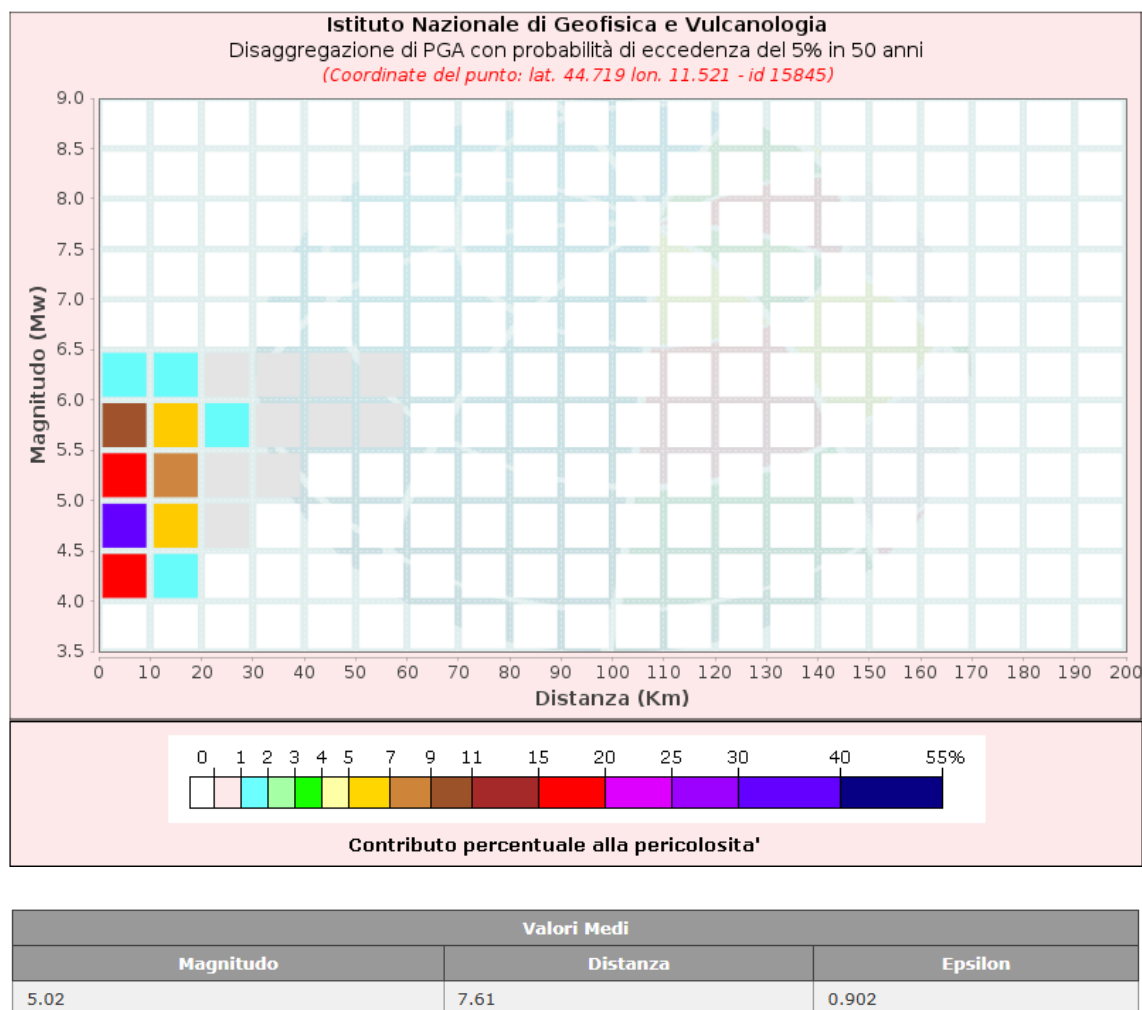 Istituto Nazionale di Geofisica e Vulcanologia
Disaggregazione di PGA con probabilità di eccedenza del 5% in 50 anni
(Coordinate del punto: lat. 44.719 lon. 11.521 - id 15845)
Magnitudo (Mw)
9.0
8.5
8.0
7.5
7.0
6.5
6.0
5.5
5.0
4.5
4.0
3.5
0 10 20 30 40 50 60 70 80 90 100 110 120 130 140 150 160 170 180 190 200
Distanza (Km)
0 1 2 3 4 5 7 9 11 15 20 25 30 40 55%
Contributo percentuale alla pericolosita'
Valori Medi
Magnitudo Distanza Epsilon
5.02 7.61 0.902